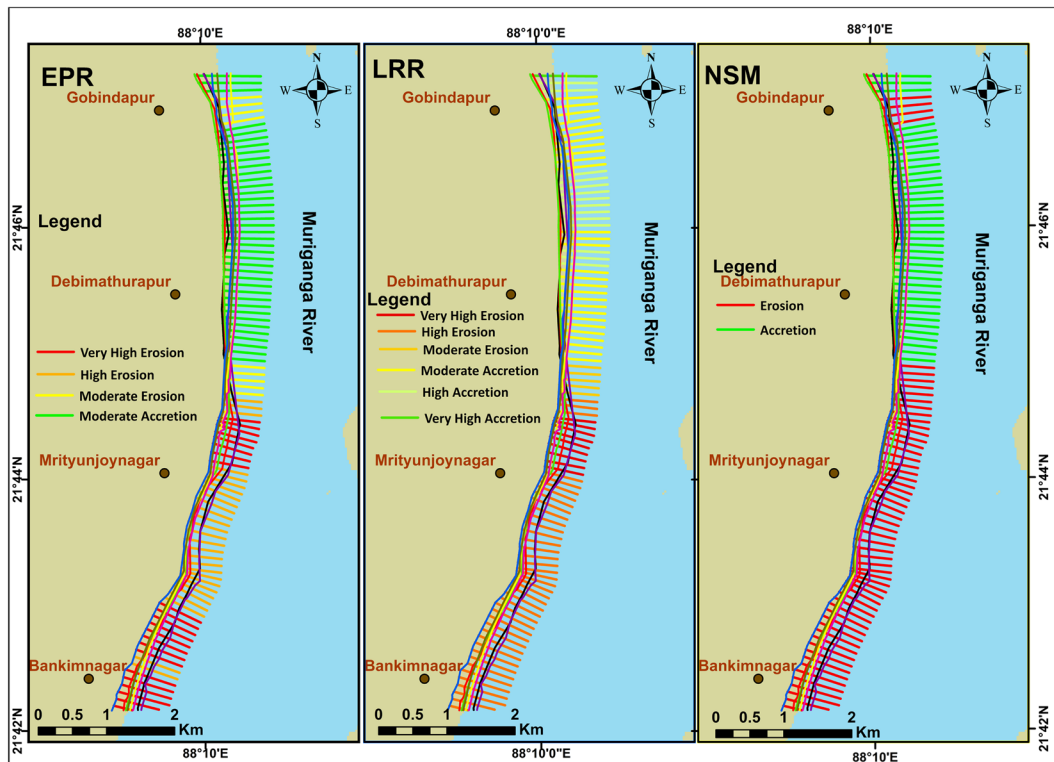 88°10'E
88°10'0"E
88°10'E
EPR
N
W
E
S
Gobindapur
21°46'N
Legend
Muriganga River
Debimathurapur
Very High Erosion
High Erosion
Moderate Erosion
Moderate Accretion
Mrityunjoynagar
21°44'N
Bankimnagar
0 0.5 1 2
Km
21°42'N
88°10'E
LRR
N
W
E
S
Gobindapur
Muriganga River
Debimathurapur
Legend
Very High Erosion
High Erosion
Moderate Erosion
Moderate Accretion
High Accretion
Very High Accretion
Mrityunjoynagar
Bankimnagar
0 0.5 1 2
Km
88°10'0"E
NSM
N
W
E
S
Gobindapur
21°46'N
Muriganga River
Legend
Debimathurapur
Erosion
Accretion
Mrityunjoynagar
21°44'N
Bankimnagar
0 0.5 1 2
Km
21°42'N
88°10'E